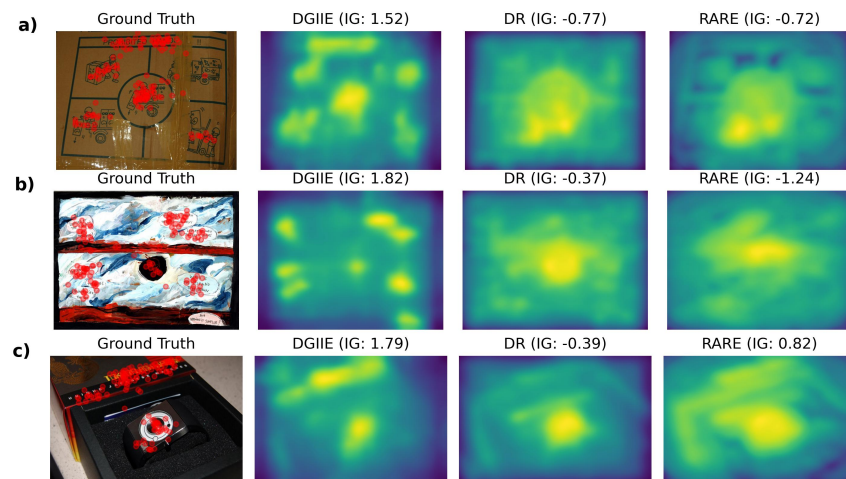 a) Ground Truth DGIIE (IG: 1.52) DR (IG: -0.77) RARE (IG: -0.72)
PROHIBITED
b) Ground Truth DGIIE (IG: 1.82) DR (IG: -0.37) RARE (IG: -1.24)
c) Ground Truth DGIIE (IG: 1.79) DR (IG: -0.39) RARE (IG: 0.82)